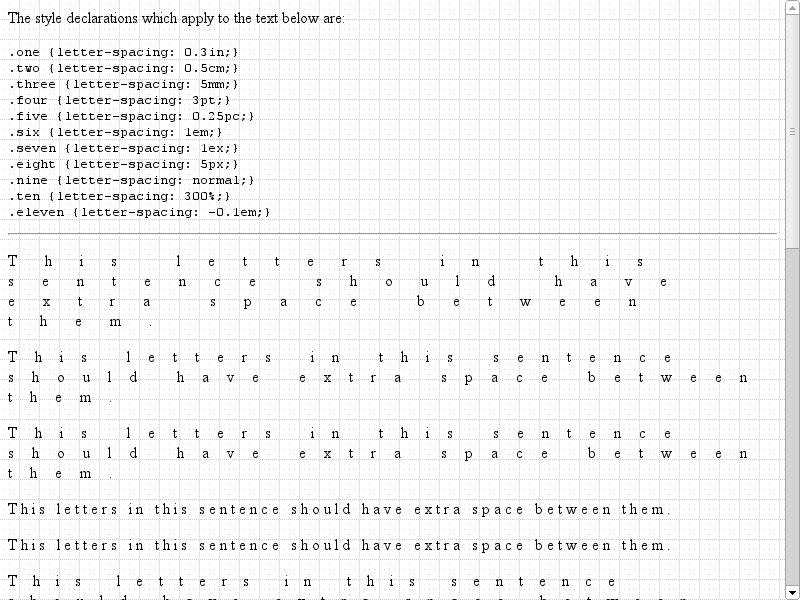 The style declarations which apply to the text below are:
.one {letter-spacing: 0.3in;}
.two {letter-spacing: 0.5cm;}
.three {letter-spacing: 5mm;}
.four {letter-spacing: 3pt;}
.five {letter-spacing: 0.25pc;}
.six {letter-spacing: 1em;}
.seven {letter-spacing: 1ex;}
.eight {letter-spacing: 5px;}
.nine {letter-spacing: normal;}
.ten {letter-spacing: 300%;}
.eleven {letter-spacing: -0.1em;}
This letters in this
sentence should have
extra space between
them.
This letters in this sentence
should have extra space between
them.
This letters in this sentence
should have extra space between
them.
This letters in this sentence should have extra space between them.
This letters in this sentence should have extra space between them.
This letters in this sentence
should have extra space between